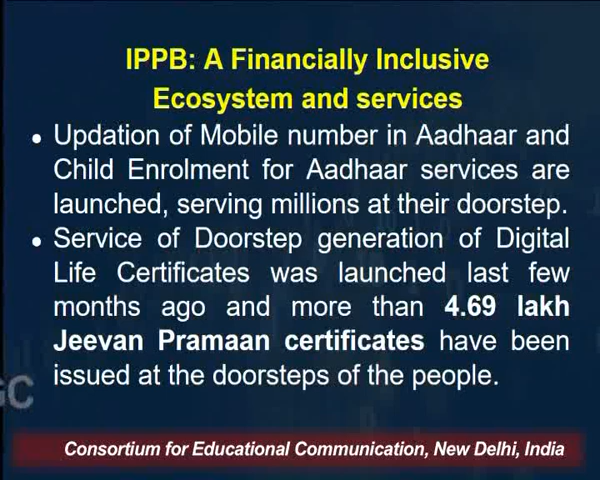 IPPB: A Financially Inclusive
Ecosystem and services
• Updation of Mobile number in Aadhaar and
Child Enrolment for Aadhaar services are
launched, serving millions at their doorstep.
• Service of Doorstep generation of Digital
Life Certificates was launched last few
months ago and more than 4.69 lakh
Jeevan Pramaan certificates have been
issued at the doorsteps of the people.
GC
Consortium for Educational Communication, New Delhi, India